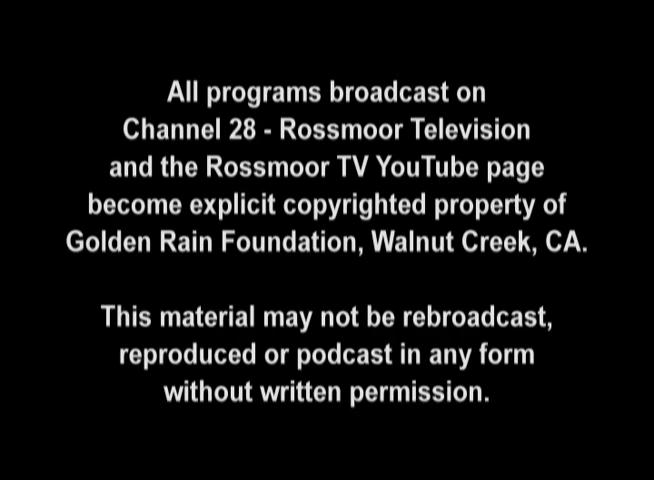 All programs broadcast on
Channel 28 - Rossmoor Television
and the Rossmoor TV YouTube page
become explicit copyrighted property of
Golden Rain Foundation, Walnut Creek, CA.
This material may not be rebroadcast,
reproduced or podcast in any form
without written permission.